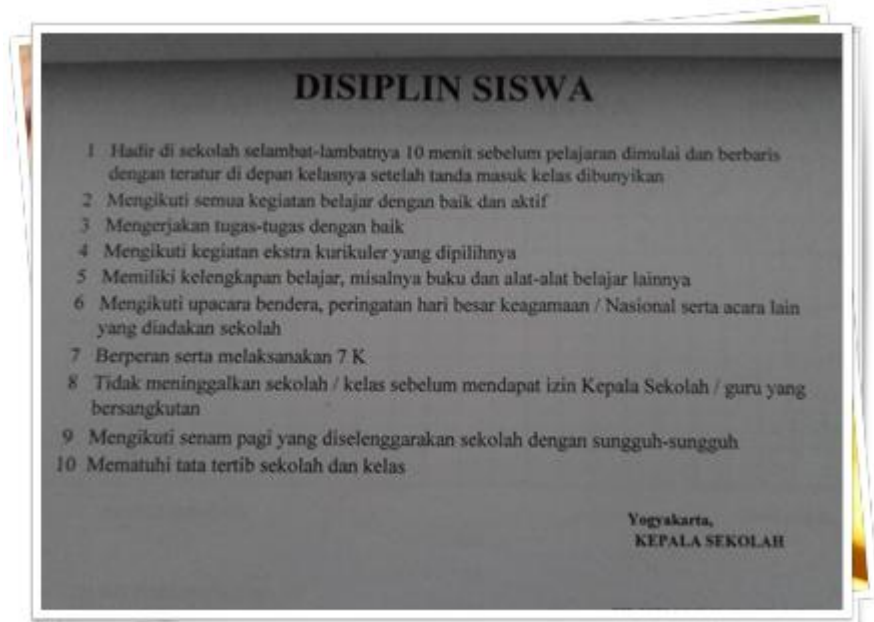 DISIPLIN SISWA
1 Hadir di sekolah selambat-lambatnya 10 menit sebelum pelajaran dimulai dan berbaris
dengan teratur di depan kelasnya setelah tanda masuk kelas dibunyikan
2 Mengikuti semua kegiatan belajar dengan baik dan aktif
3 Mengerjakan tugas-tugas dengan baik
4 Mengikuti kegiatan ekstra kurikuler yang dipilihnya
5 Memiliki kelengkapan belajar, misalnya buku dan alat-alat belajar lainnya
6 Mengikuti upacara bendera, peringatan hari besar keagamaan / Nasional serta acara lain
yang diadakan sekolah
7 Berperan serta melaksanakan 7 K
8 Tidak meninggalkan sekolah / kelas sebelum mendapat izin Kepala Sekolah / guru yang
bersangkutan
9 Mengikuti senam pagi yang diselenggarakan sekolah dengan sungguh-sungguh
10 Mematuhi tata tertib sekolah dan kelas
Yogyakarta,
KEPALA SEKOLAH